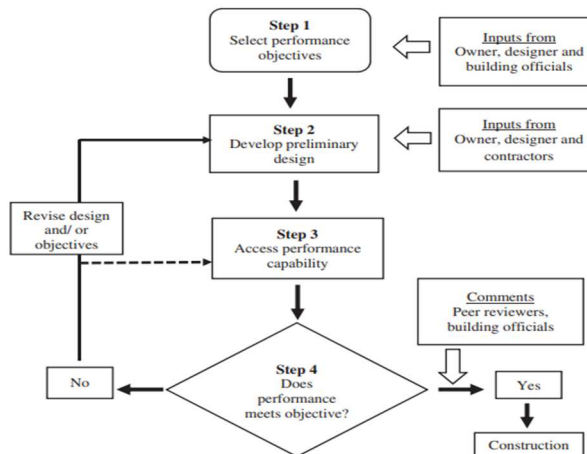 Step 1
Select performance
objectives
Inputs from
Owner, designer and
building officials
Step 2
Develop preliminary
design
Inputs from
Owner, designer and
contractors
Revise design
and/ or
objectives
Step 3
Access performance
capability
Comments
Peer reviewers,
building officials
Step 4
Does
performance
meets objective?
No
Yes
Construction